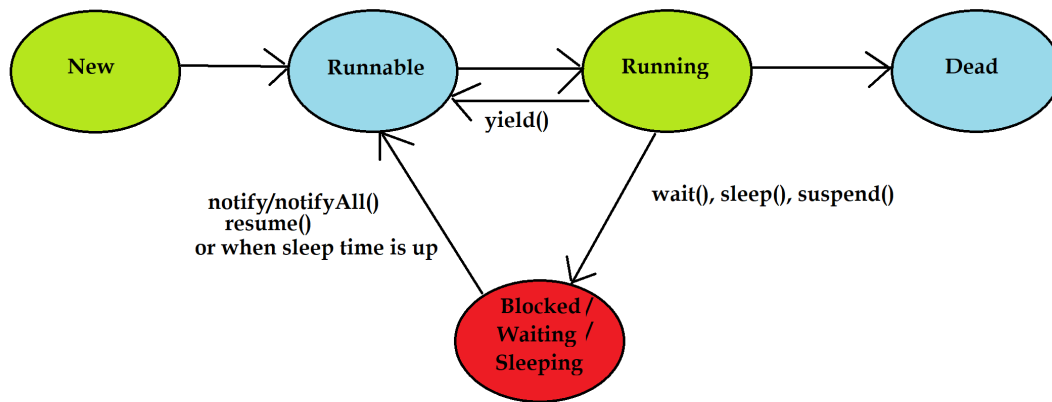 New
Runnable
Running
Dead
yield()
wait(), sleep(), suspend()
notify/notifyAll()
resume()
or when sleep time is up
Blocked /
Waiting /
Sleeping